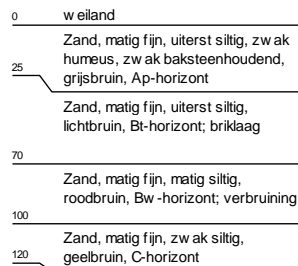 0 weiland
Zand, matig fijn, uiterst siltig, zwak
humeus, zwak baksteenhoudend,
25 grijsbruin, Ap-horizont
Zand, matig fijn, uiterst siltig,
lichtbruin, Bt-horizont; briklaag
70
Zand, matig fijn, matig siltig,
roodbruin, Bw-horizont; verbruining
100
Zand, matig fijn, zwak siltig,
120 geelbruin, C-horizont